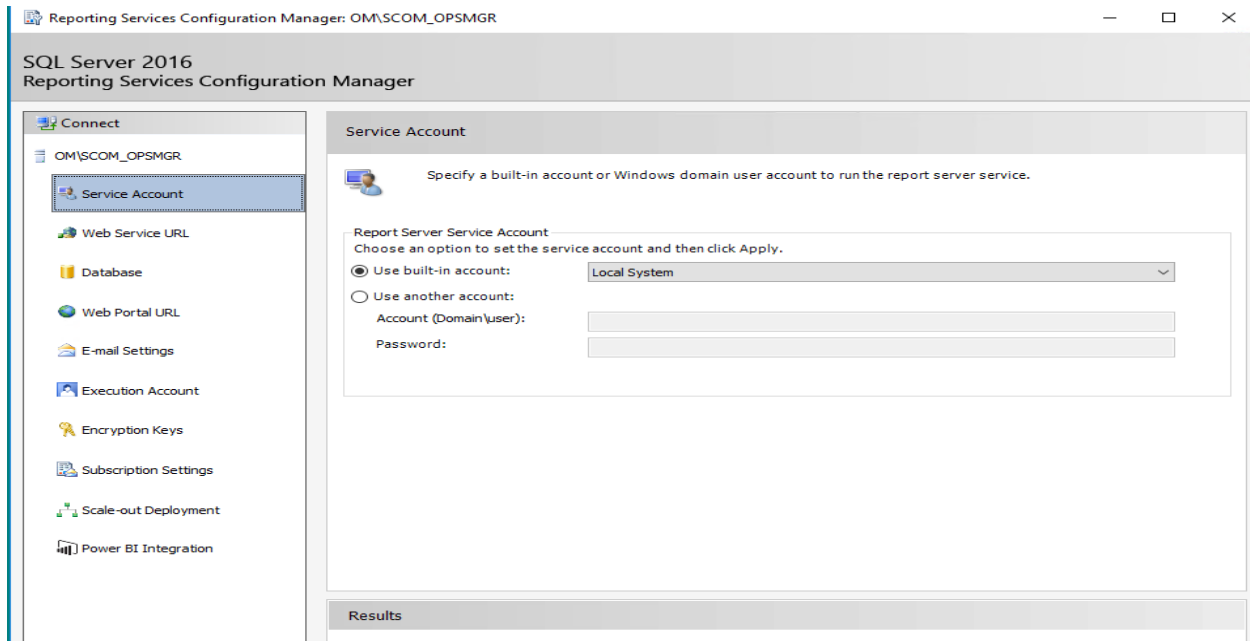 Reporting Services Configuration Manager: OM\SCOM_OPSMGR
SQL Server 2016
Reporting Services Configuration Manager
Connect
OM\SCOM_OPSMGR
Service Account
Web Service URL
Database
Web Portal URL
E-mail Settings
Execution Account
Encryption Keys
Subscription Settings
Scale-out Deployment
Power BI Integration
Service Account
Specify a built-in account or Windows domain user account to run the report server service.
Report Server Service Account
Choose an option to set the service account and then click Apply.
Use built-in account:
Local System
Use another account:
Account (Domain\user):
Password:
Results